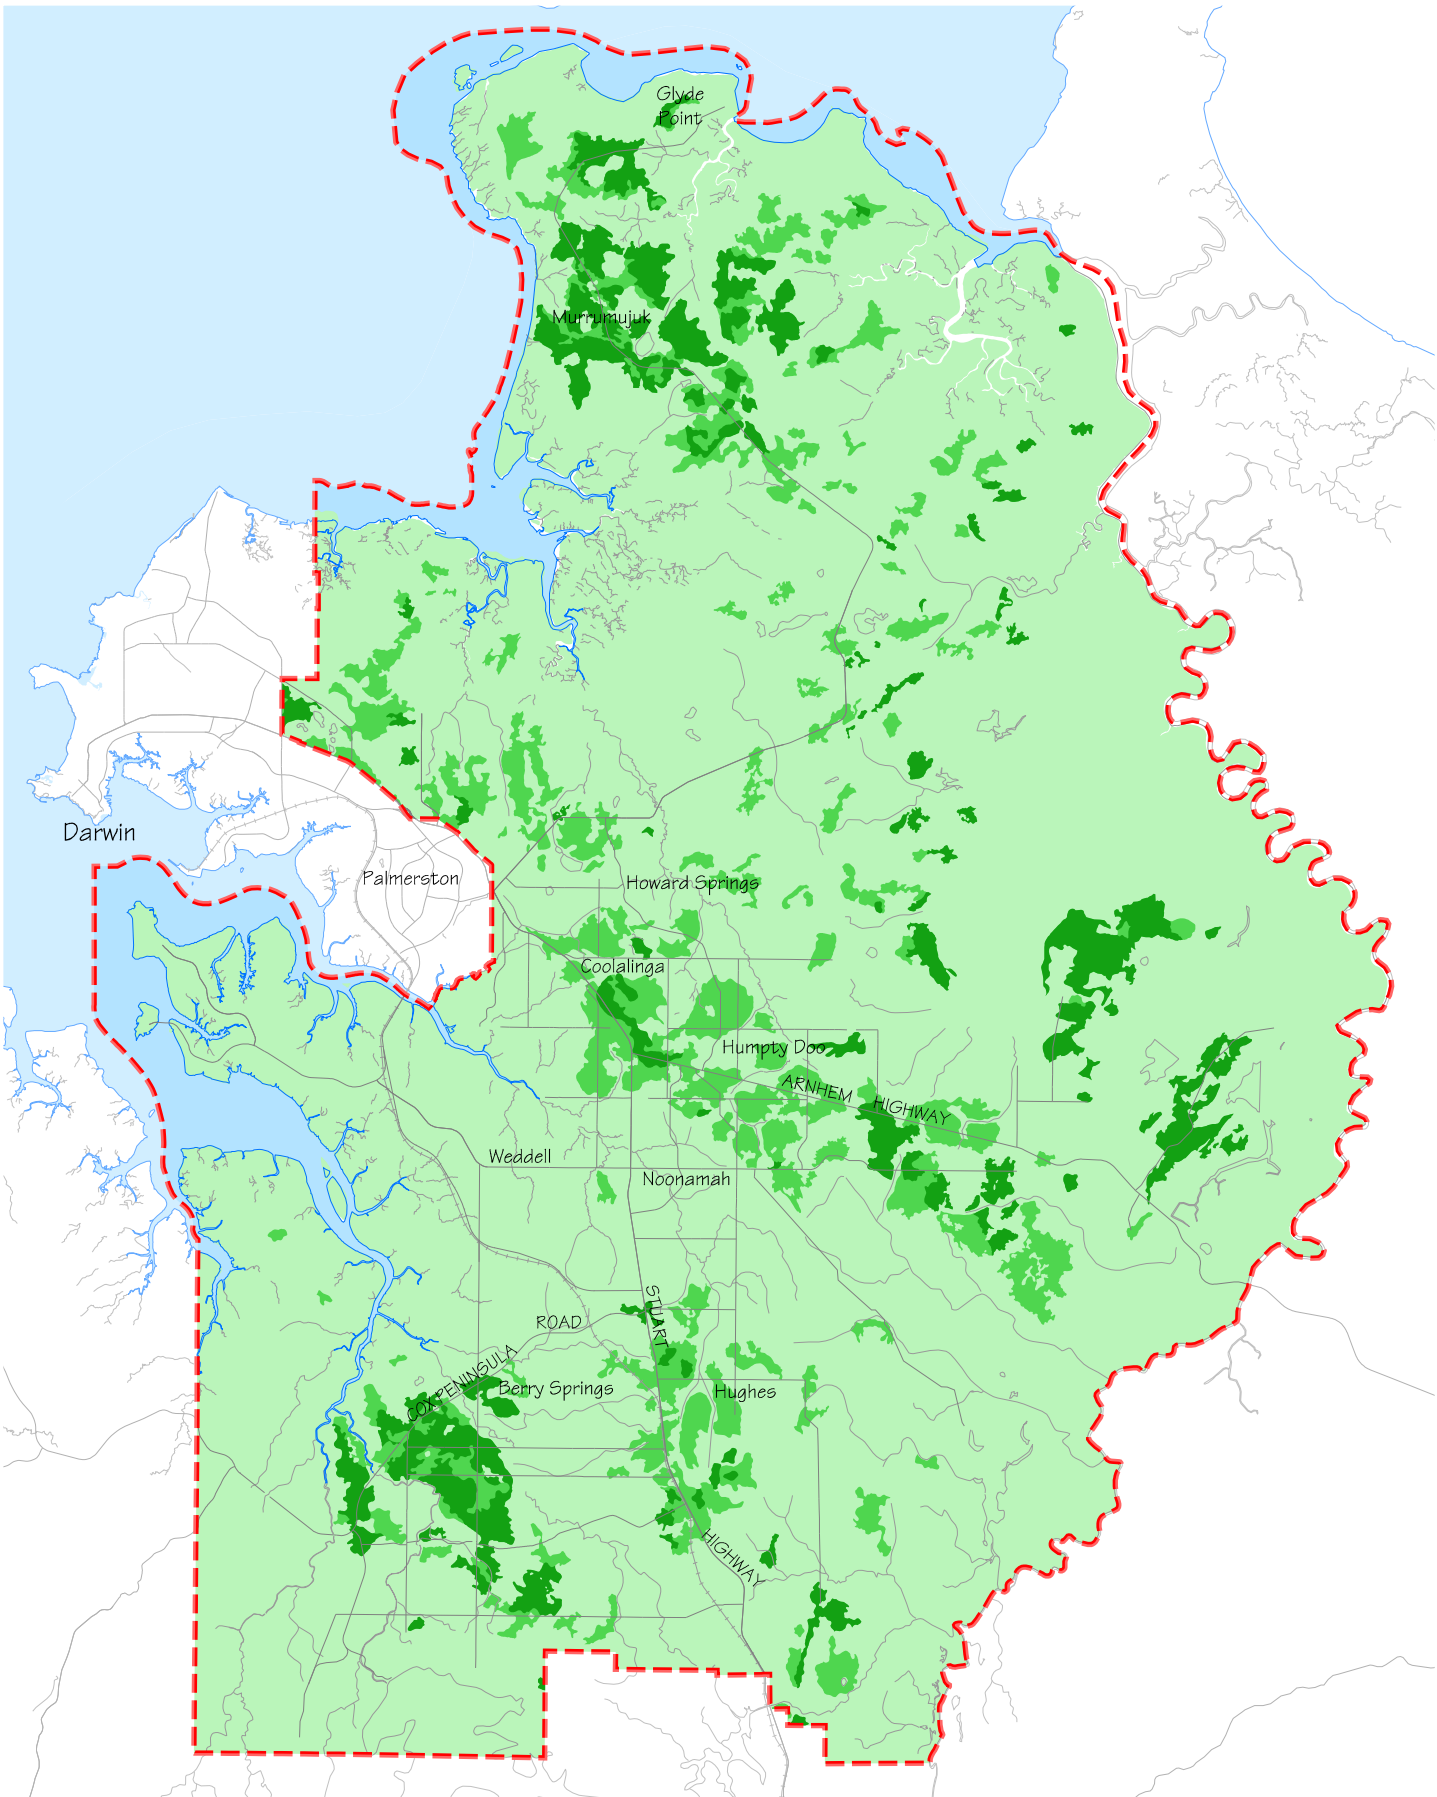 Glyde
Point
Murrumujuk
Darwin
Palmerston
Howard Springs
Coolalinga
Humpty Doo
ARNHEM HIGHWAY
Weddell
Noonamah
STUART
ROAD
COX PENINSULA
Berry Springs
Hughes
HIGHWAY